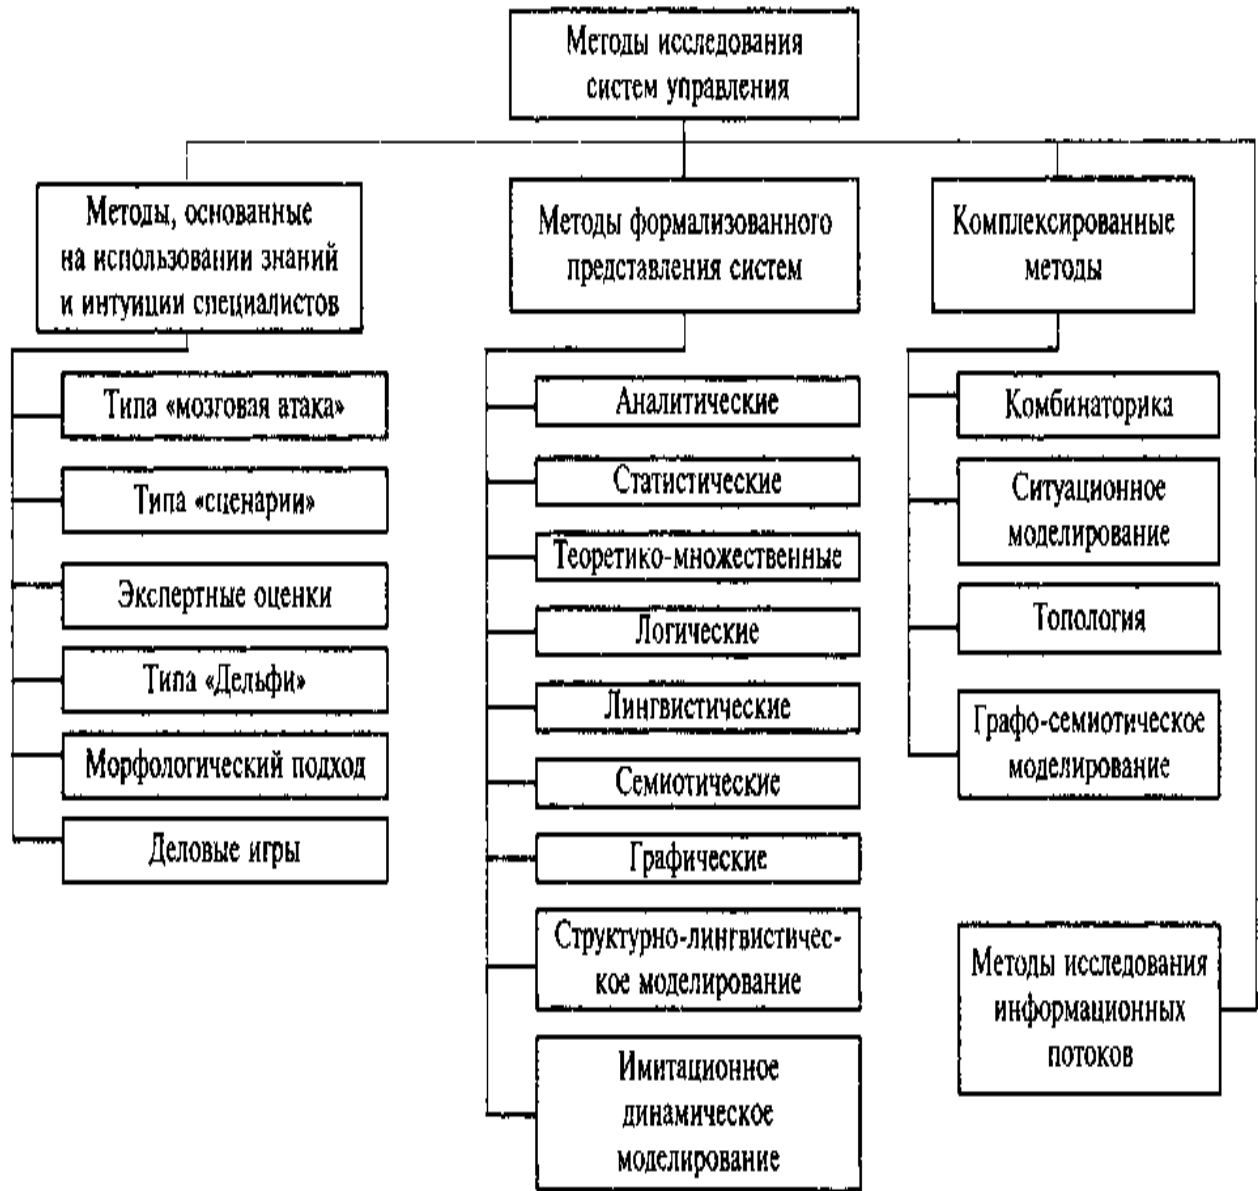 Методы исследования
систем управления
Методы, основанные
на использовании знаний
и интуиции специалистов
Типа «мозговая атака»
Типа «сценарии»
Экспертные оценки
Типа «Дельфи»
Морфологический подход
Деловые игры
Методы формализованного
представления систем
Аналитические
Статистические
Теоретико-множественные
Логические
Лингвистические
Семиотические
Графические
Структурно-лингвистичес-
кое моделирование
Имитационное
динамическое
моделирование
Комплексированные
методы
Комбинаторика
Ситуационное
моделирование
Топология
Графо-семиотическое
моделирование
Методы исследования
информационных
потоков